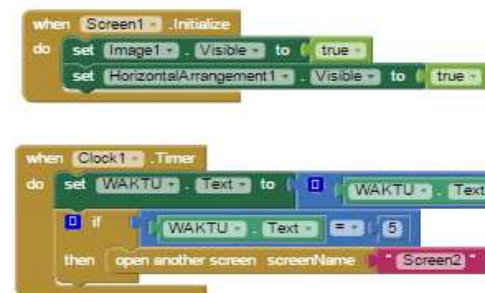 when Screen1 .Initialize
do set Image1 . Visible to true
set HorizontalArrangement1 . Visible to true
when Clock1 .Timer
do set WAKTU . Text to WAKTU . Text
if WAKTU . Text = 5
then open another screen screenName " Screen2 "